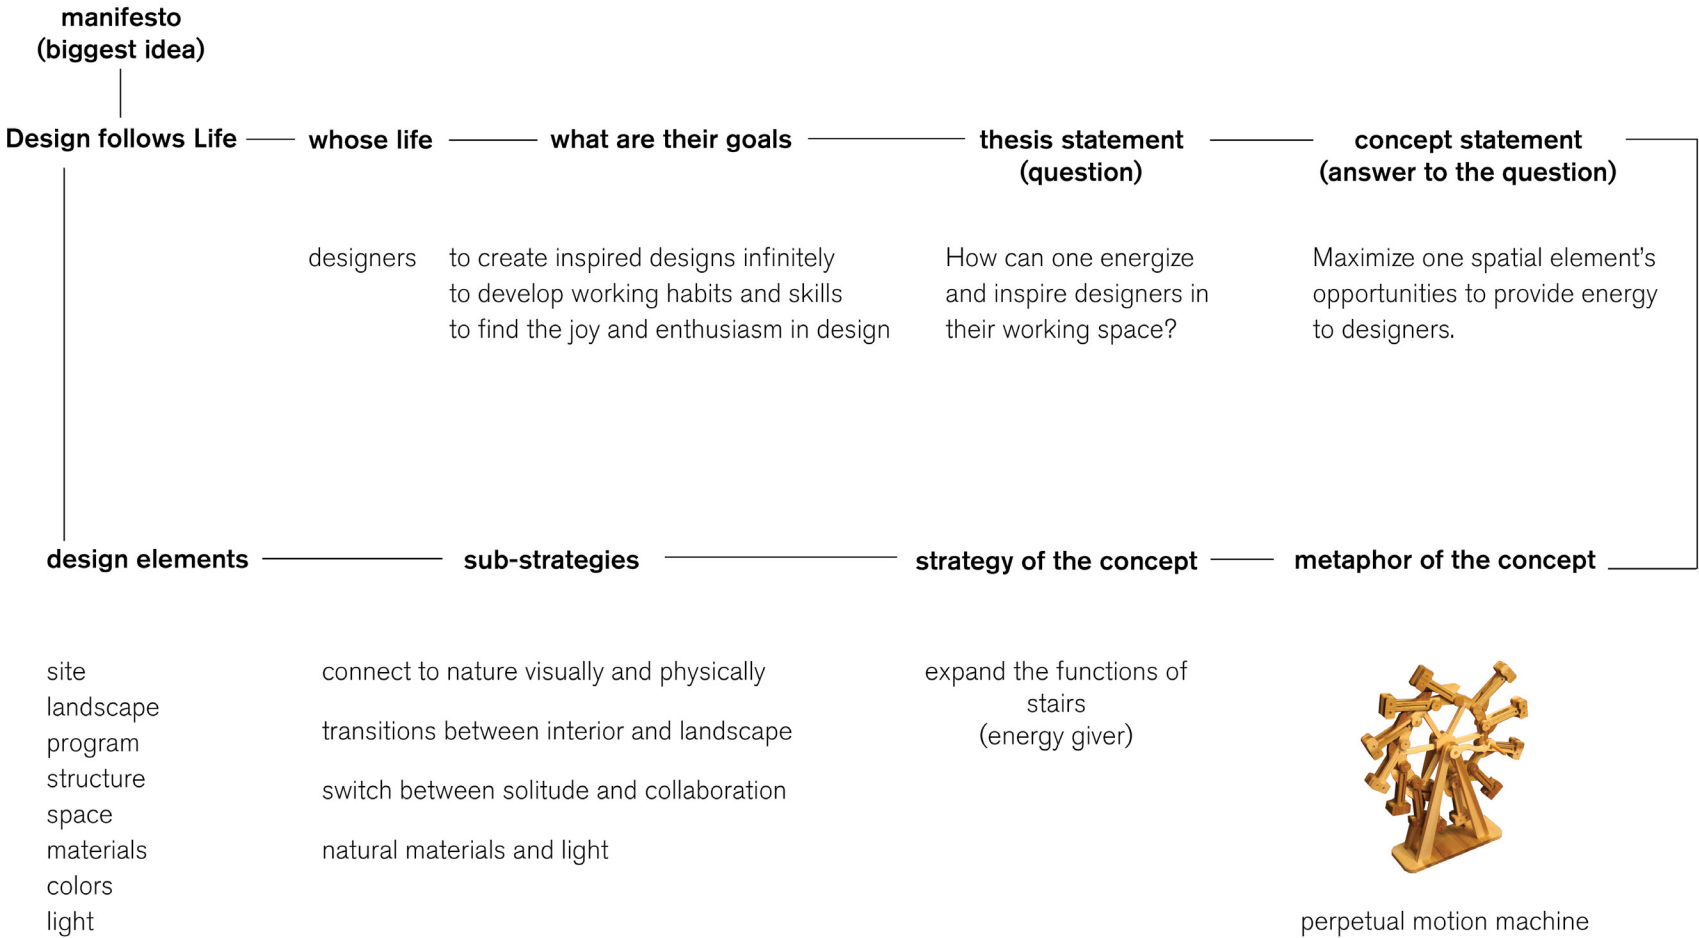 manifesto
(biggest idea)
Design follows Life
whose life
what are their goals
thesis statement
(question)
concept statement
(answer to the question)
designers
to create inspired designs infinitely
to develop working habits and skills
to find the joy and enthusiasm in design
How can one energize
and inspire designers in
their working space?
Maximize one spatial element's
opportunities to provide energy
to designers.
design elements
sub-strategies
strategy of the concept
metaphor of the concept
site
landscape
program
structure
space
materials
colors
light
connect to nature visually and physically
transitions between interior and landscape
switch between solitude and collaboration
natural materials and light
expand the functions of
stairs
(energy giver)
perpetual motion machine